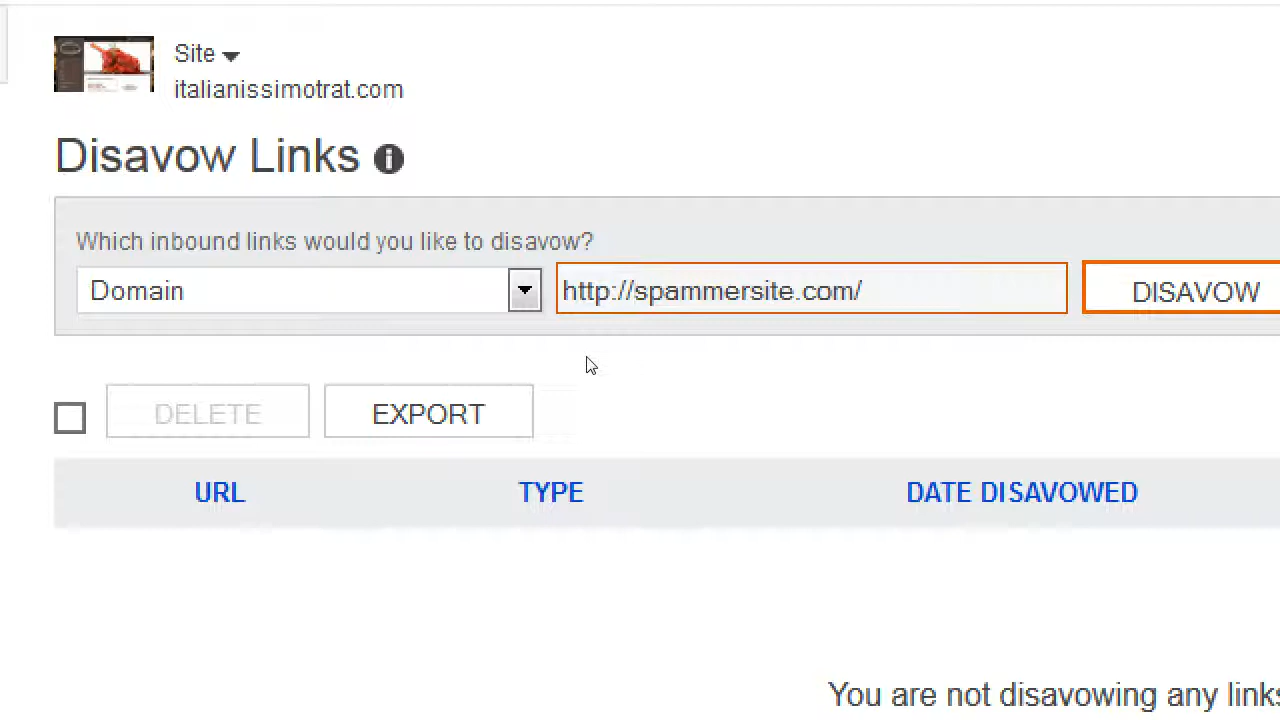 Site
italianissimotrat.com
Disavow Links
Which inbound links would you like to disavow?
Domain http://spammersite.com/ DISAVOW
DELETE EXPORT
URL TYPE DATE DISAVOWED
You are not disavowing any links